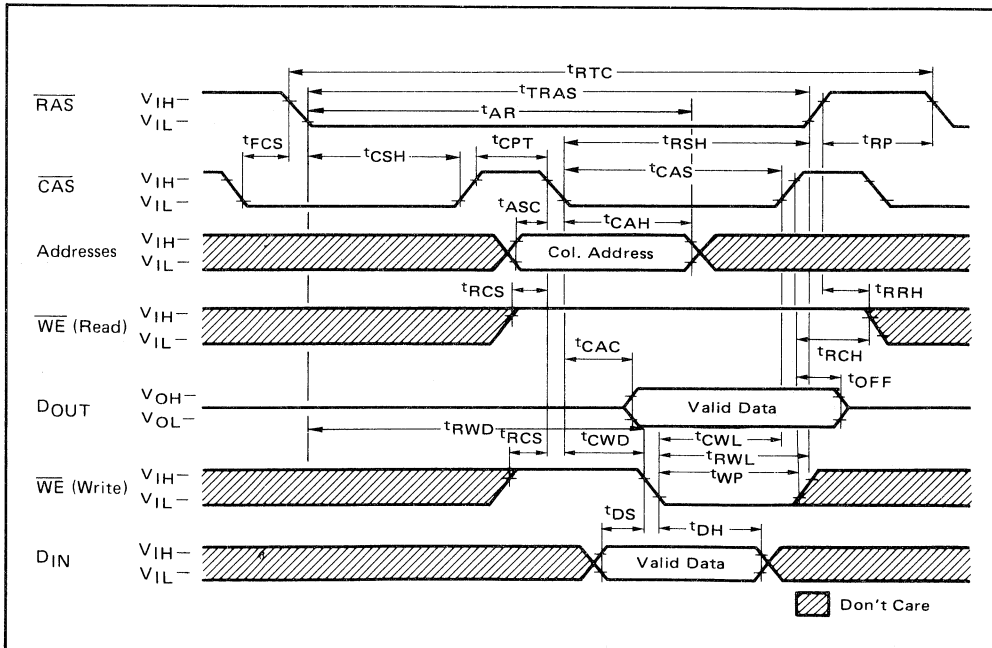 tRTC
RAS VIH
tTRAS
VIL
tAR
tFCS tCSH tCPT tRSH tRP
CAS VIH
tCAS
VIL
tASC tCAH
Addresses VIH
Col. Address
VIL
tRCS tRRH
WE (Read) VIH
VIL
tCAC tRCH
tOFF
DOUT VOH
Valid Data
VOL
tRWD tRCS tCWD tCWL
tRWL
WE (Write) VIH
tWP
VIL
tDS tDH
DIN VIH
Valid Data
VIL
Don't Care